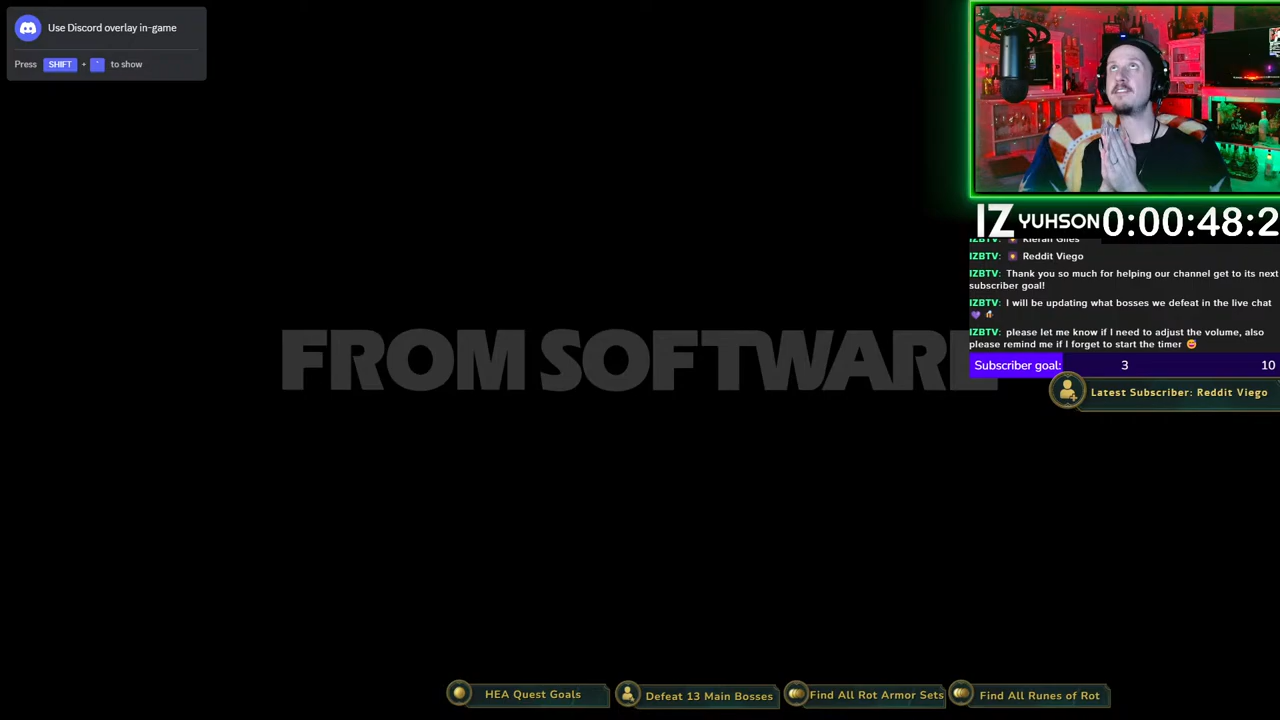 Use Discord overlay in-game
Press SHIFT + ` to show
FROMSOFTWARE
IZ YUHSON 0:00:48:2
IZBTV: Kieran Giles
IZBTV: Reddit Viego
IZBTV: Thank you so much for helping our channel get to its next
subscriber goal!
IZBTV: I will be updating what bosses we defeat in the live chat
IZBTV: please let me know if I need to adjust the volume, also
please remind me if I forget to start the timer
Subscriber goal: 3 10
Latest Subscriber: Reddit Viego
HEA Quest Goals
Defeat 13 Main Bosses
Find All Rot Armor Sets
Find All Runes of Rot